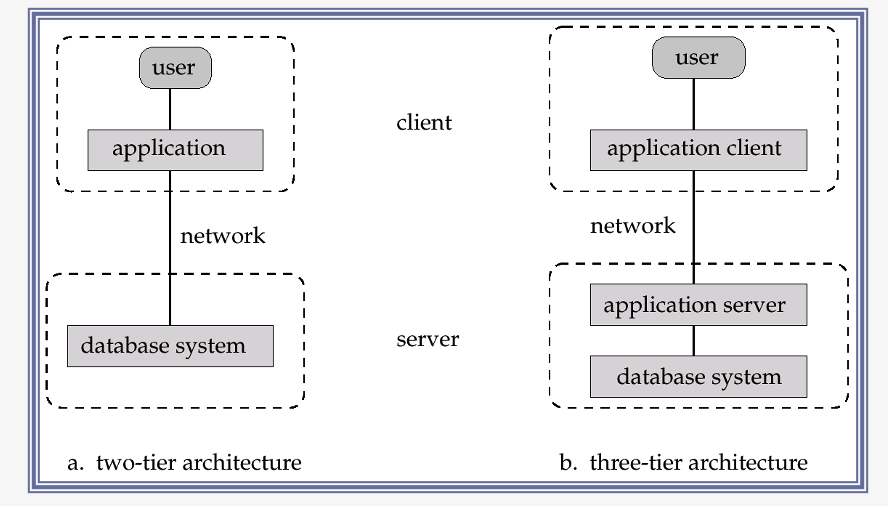 user
application
network
database system
a. two-tier architecture
client
server
user
application client
network
application server
database system
b. three-tier architecture